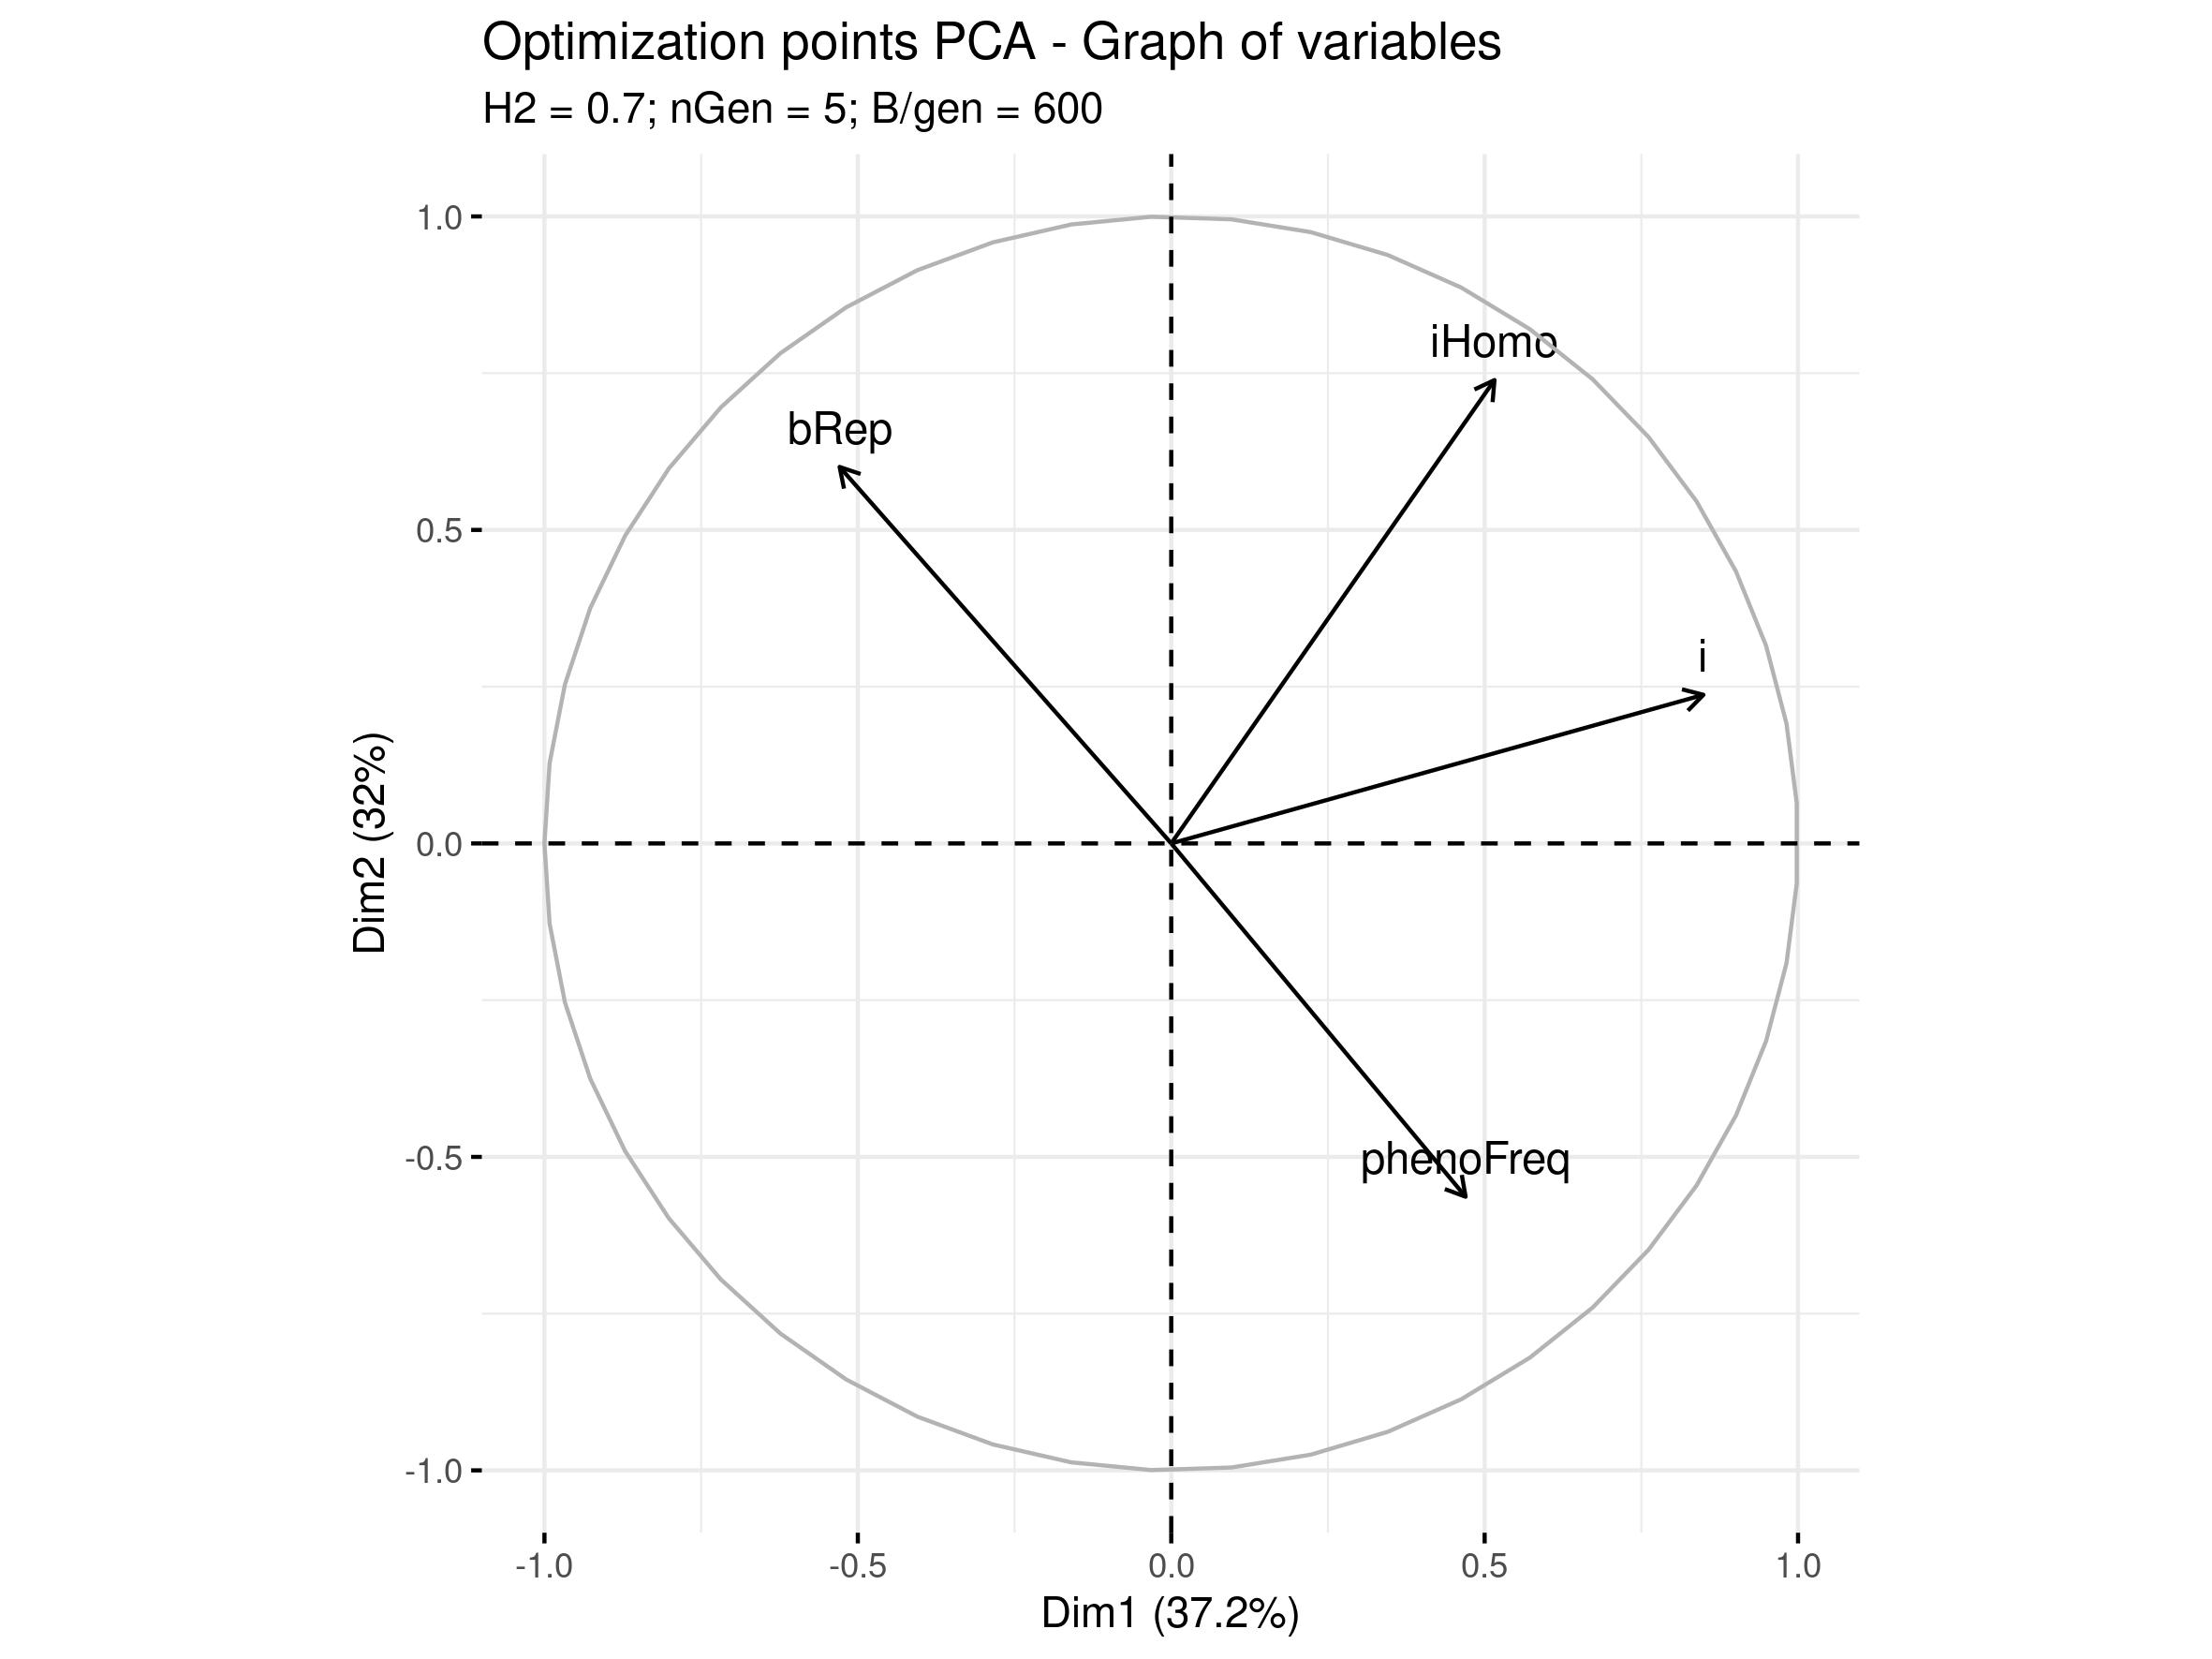 Optimization points PCA - Graph of variables
H2 = 0.7; nGen = 5; B/gen = 600
1.0
0.5
0.0
-0.5
-1.0
Dim2 (32%)
iHomo
bRep
i
phenoFreq
-1.0
-0.5
0.0
0.5
1.0
Dim1 (37.2%)